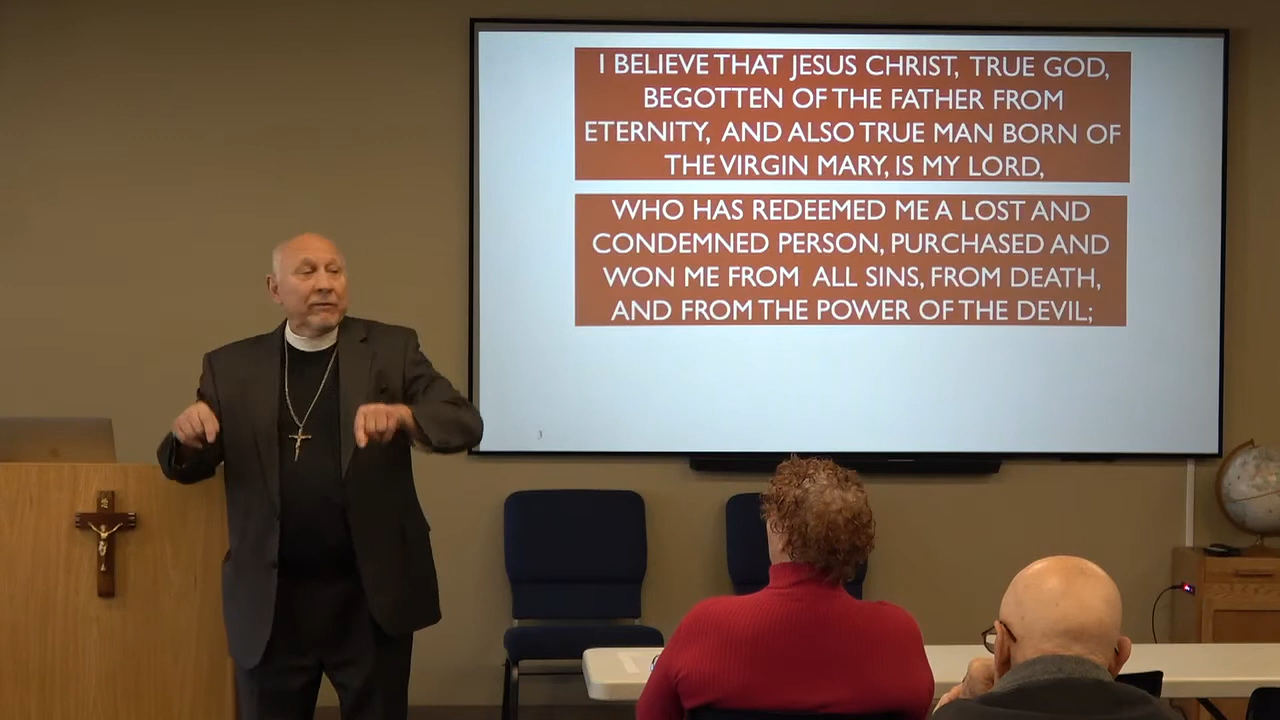 I BELIEVE THAT JESUS CHRIST, TRUE GOD,
BEGOTTEN OF THE FATHER FROM
ETERNITY, AND ALSO TRUE MAN BORN OF
THE VIRGIN MARY, IS MY LORD,
WHO HAS REDEEMED ME A LOST AND
CONDEMNED PERSON, PURCHASED AND
WON ME FROM ALL SINS, FROM DEATH,
AND FROM THE POWER OF THE DEVIL;